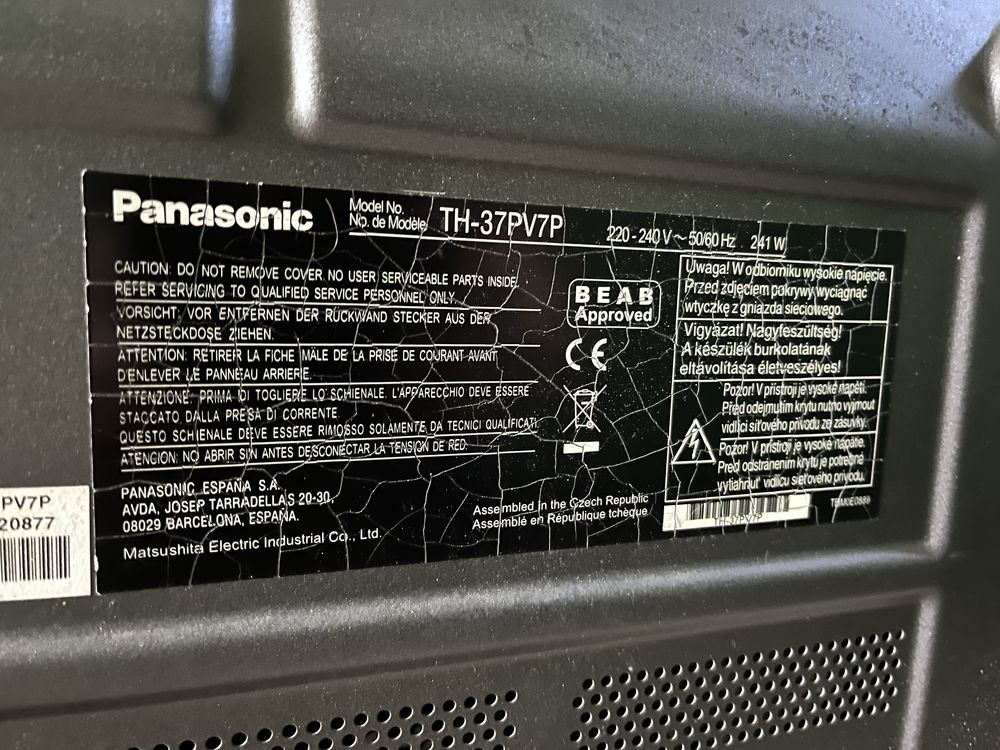 Panasonic
Model No.
No. de Modèle
TH-37PV7P
220-240 V ~ 50/60 Hz 241 W
CAUTION: DO NOT REMOVE COVER. NO USER SERVICEABLE PARTS INSIDE.
REFER SERVICING TO QUALIFIED SERVICE PERSONNEL ONLY.
VORSICHT: VOR ENTFERNEN DER RÜCKWAND STECKER AUS DER
NETZSTECKDOSE ZIEHEN.
ATTENTION: RETIRER LA FICHE MÂLE DE LA PRISE DE COURANT AVANT
D'ENLEVER LE PANNEAU ARRIERE.
ATTENZIONE: PRIMA DI TOGLIERE LO SCHIENALE. L'APPARECCHIO DEVE ESSERE
STACCATO DALLA PRESA DI CORRENTE.
QUESTO SCHIENALE DEVE ESSERE RIMOSSO SOLAMENTE DA TECNICI QUALIFICATI.
ATENCION: NO ABRIR SIN ANTES DESCONECTAR LA TENSION DE RED.
PANASONIC ESPAÑA S.A.
AVDA, JOSEP TARRADELLAS 20-30,
08029 BARCELONA, ESPAÑA.
Matsushita Electric Industrial Co., Ltd.
BEAB
Approved
CE
Assembled in the Czech Republic
Assemblé en République tchèque
Uwaga! W odbiorniku wysokie napięcie.
Przed zdjęciem pokrywy wyciągnąć
wtyczkę z gniazda sieciowego.
Vigyázat! Nagyfeszültség!
A készülék burkolatának
eltávolítása életveszélyes!
Pozor! V přístroji je vysoké napětí.
Před odejmutím krytu nutno vyjmout
vidlici síťového přívodu ze zásuvky.
Pozor! V prístroji je vysoké napätie.
Pred odstránením krytu je potrebné
vytiahnuť vidlicu sieťového prívodu.
TH-37PV7P
TBM0E0889
PV7P
20877